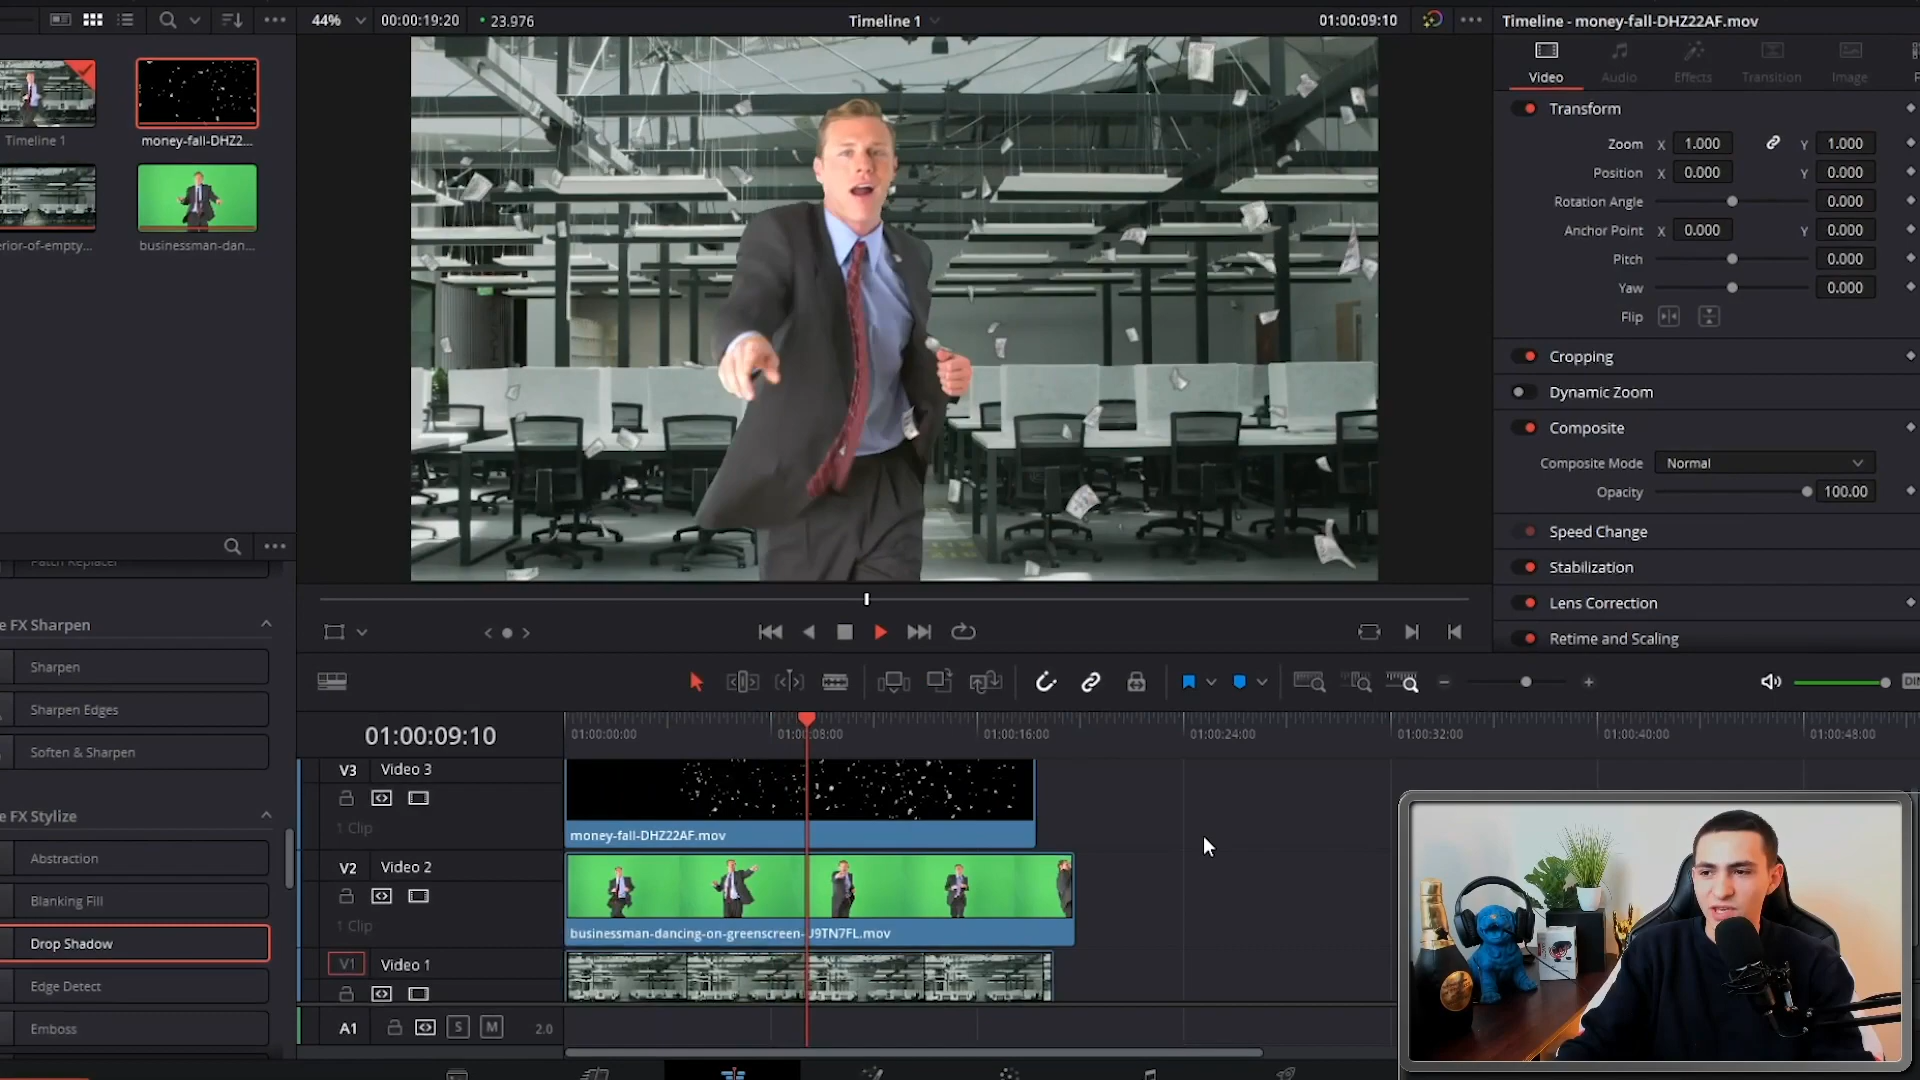 44%
00:00:19:20
23.976
Timeline 1
01:00:09:10
Timeline - money-fall-DHZ22AF.mov
Video
Audio
Effects
Transition
Image
Timeline 1
money-fall-DHZ2...
erior-of-empty...
businessman-dan...
Transform
Zoom X 1.000 Y 1.000
Position X 0.000 Y 0.000
Rotation Angle 0.000
Anchor Point X 0.000 Y 0.000
Pitch 0.000
Yaw 0.000
Flip
Cropping
Dynamic Zoom
Composite
Composite Mode Normal
Opacity 100.00
Speed Change
Stabilization
Lens Correction
Retime and Scaling
Patch Replacer
e FX Sharpen
Sharpen
Sharpen Edges
Soften & Sharpen
e FX Stylize
Abstraction
Blanking Fill
Drop Shadow
Edge Detect
Emboss
DIM
01:00:09:10
01:00:00:00
01:00:08:00
01:00:16:00
01:00:24:00
01:00:32:00
01:00:40:00
01:00:48:00
V3 Video 3
1 Clip
money-fall-DHZ22AF.mov
V2 Video 2
1 Clip
businessman-dancing-on-greenscreen-J9TN7FL.mov
V1 Video 1
A1 S M 2.0